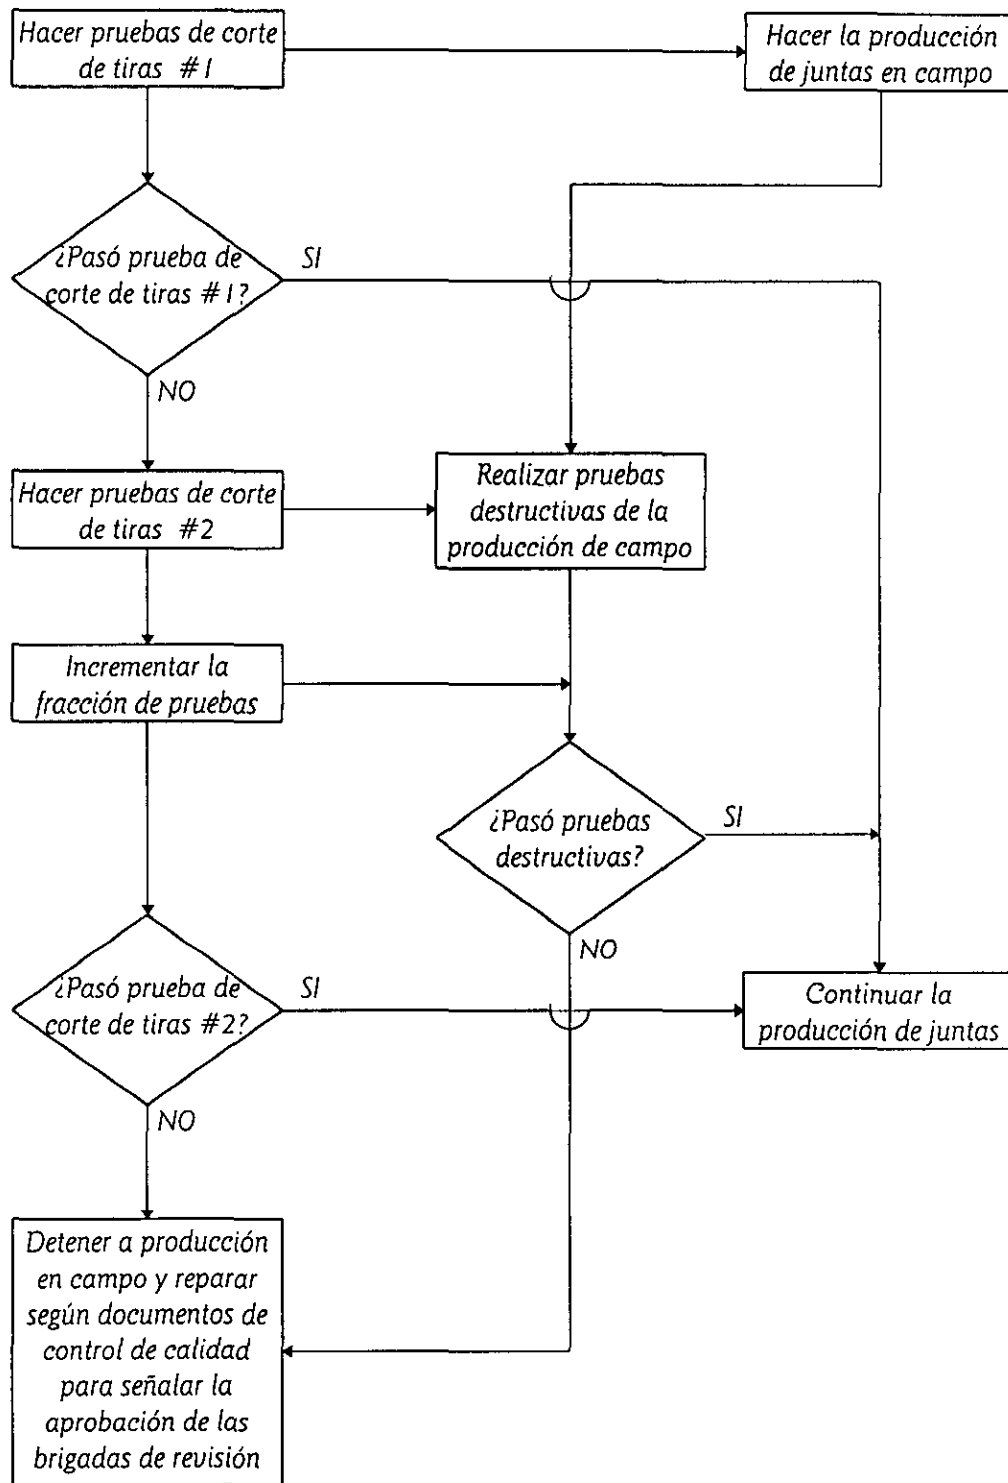 Hacer pruebas de corte
de tiras #1
Hacer la producción
de juntas en campo
¿Pasó prueba de
corte de tiras #1?
SI
NO
Hacer pruebas de corte
de tiras #2
Realizar pruebas
destructivas de la
producción de campo
Incrementar la
fracción de pruebas
¿Pasó pruebas
destructivas?
SI
NO
¿Pasó prueba de
corte de tiras #2?
SI
NO
Continuar la
producción de juntas
Detener a producción
en campo y reparar
según documentos de
control de calidad
para señalar la
aprobación de las
brigadas de revisión